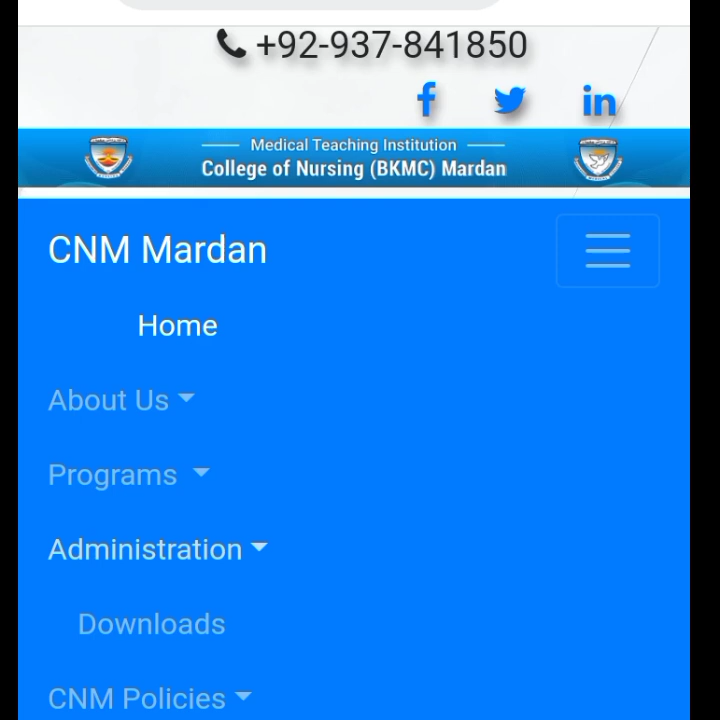 +92-937-841850
Medical Teaching Institution
College of Nursing (BKMC) Mardan
CNM Mardan
Home
About Us
Programs
Administration
Downloads
CNM Policies